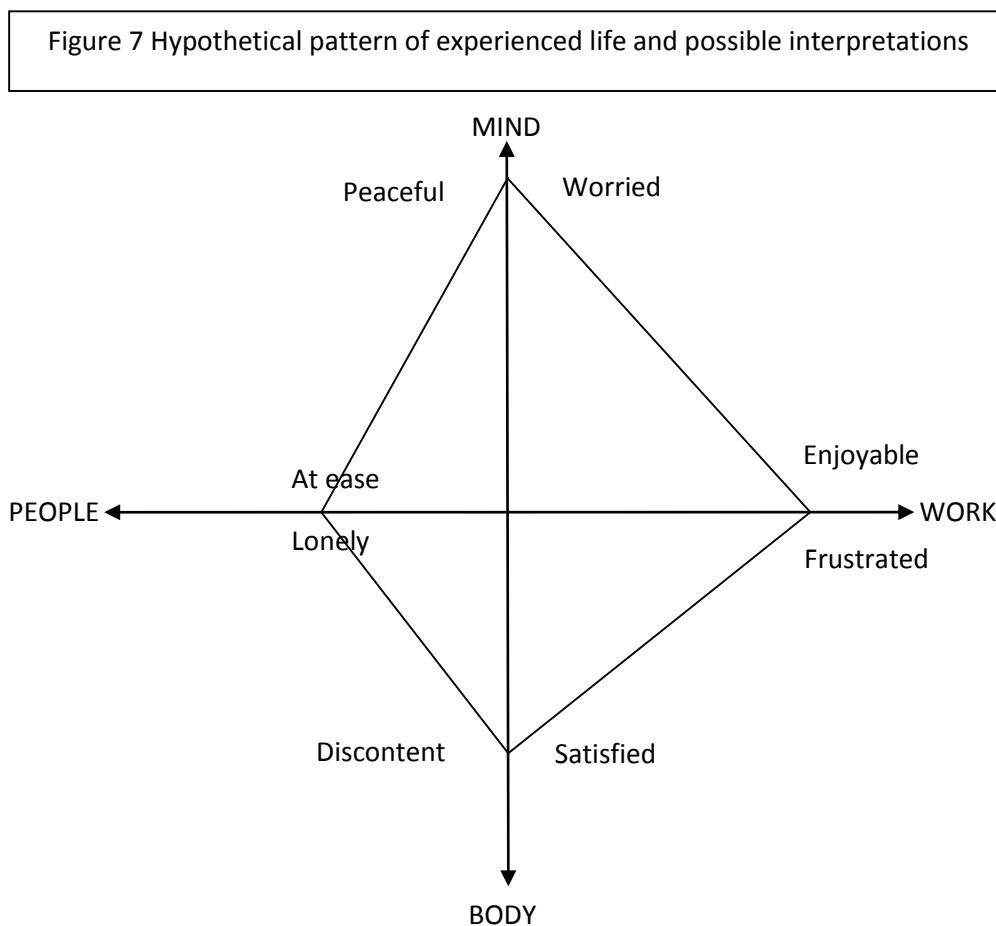 Figure 7 Hypothetical pattern of experienced life and possible interpretations
MIND
Peaceful
Worried
Enjoyable
At ease
PEOPLE
WORK
Lonely
Frustrated
Discontent
Satisfied
BODY